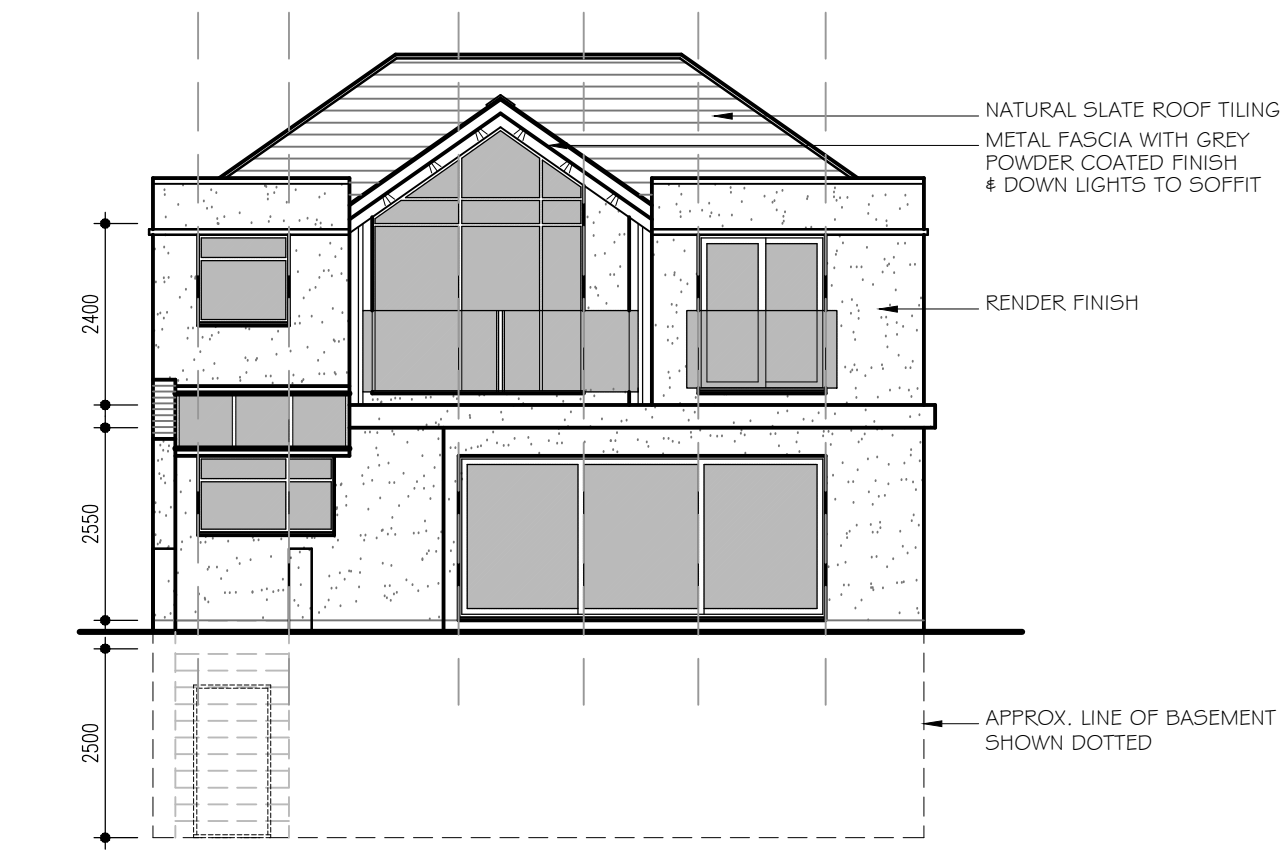 NATURAL SLATE ROOF TILING
METAL FASCIA WITH GREY
POWDER COATED FINISH
& DOWN LIGHTS TO SOFFIT
2400
RENDER FINISH
2550
APPROX. LINE OF BASEMENT
SHOWN DOTTED
2500